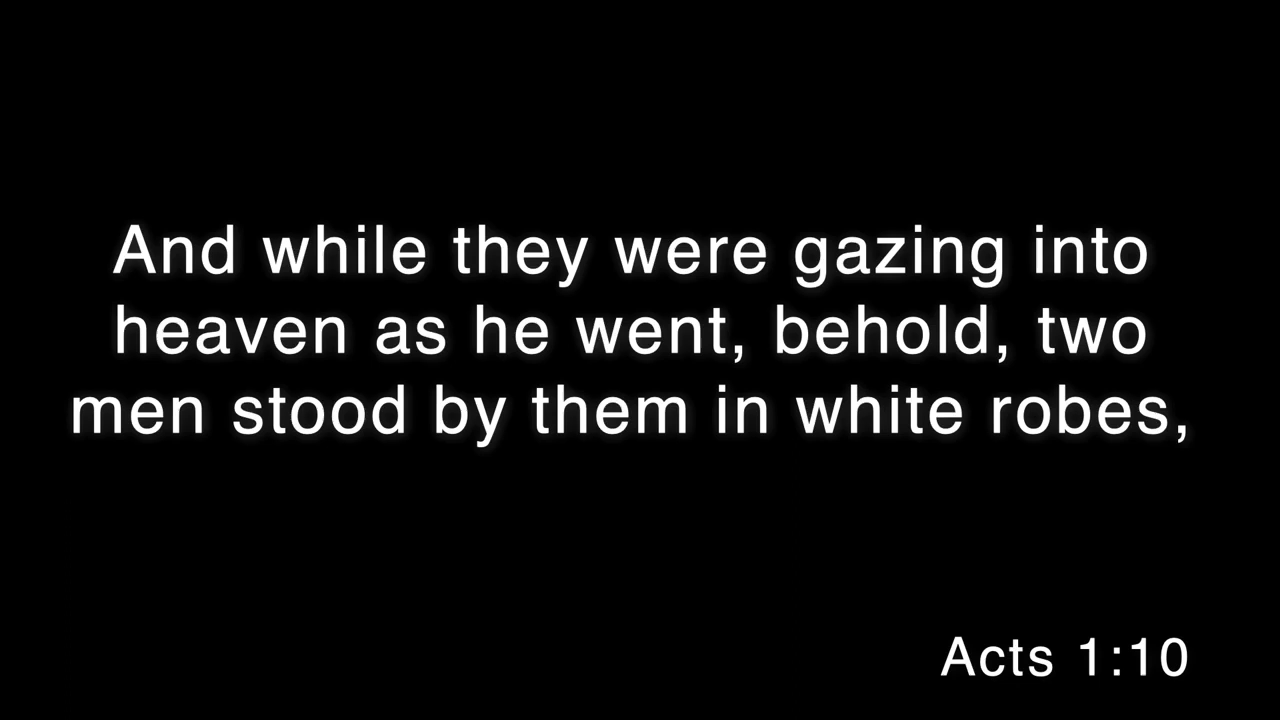 And while they were gazing into
heaven as he went, behold, two
men stood by them in white robes,
Acts 1:10